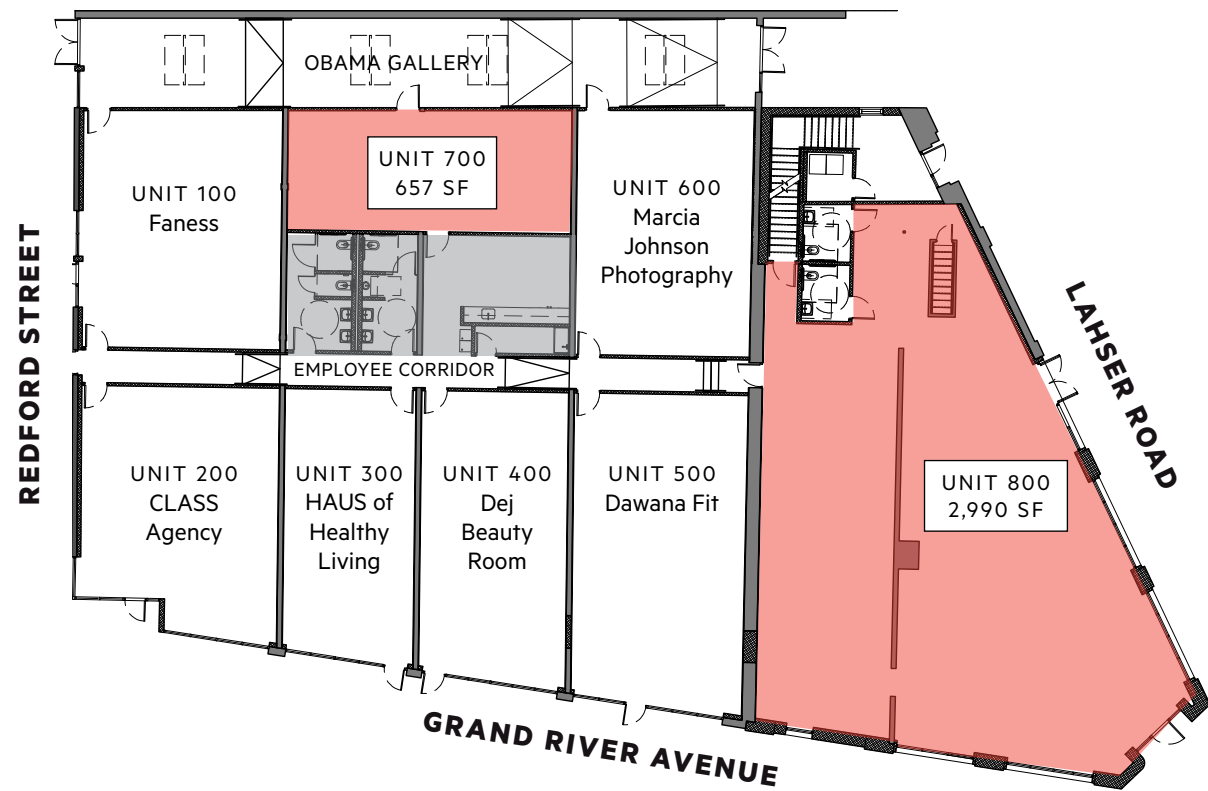 OBAMA GALLERY
UNIT 100
Faness
UNIT 700
657 SF
UNIT 600
Marcia
Johnson
Photography
REDFORD STREET
LAHSER ROAD
EMPLOYEE CORRIDOR
UNIT 200
CLASS
Agency
UNIT 300
HAUS of
Healthy
Living
UNIT 400
Dej
Beauty
Room
UNIT 500
Dawana Fit
UNIT 800
2,990 SF
GRAND RIVER AVENUE